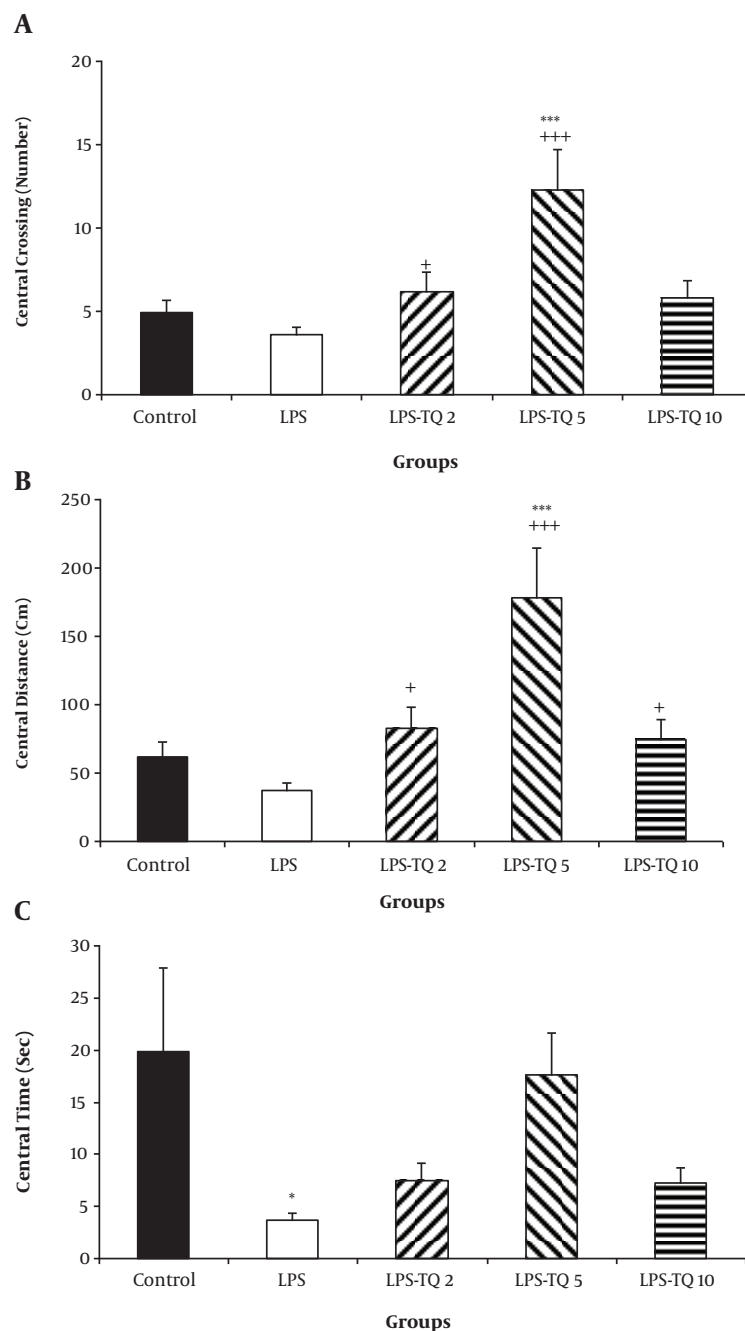 A
Central Crossing (Number)
20
15
10
5
0
+
***
+++
Control LPS LPS-TQ 2 LPS-TQ 5 LPS-TQ 10
Groups
B
Central Distance (Cm)
250
200
150
100
50
0
+
***
+++
+
Control LPS LPS-TQ 2 LPS-TQ 5 LPS-TQ 10
Groups
C
Central Time (Sec)
30
25
20
15
10
5
0
*
Control LPS LPS-TQ 2 LPS-TQ 5 LPS-TQ 10
Groups